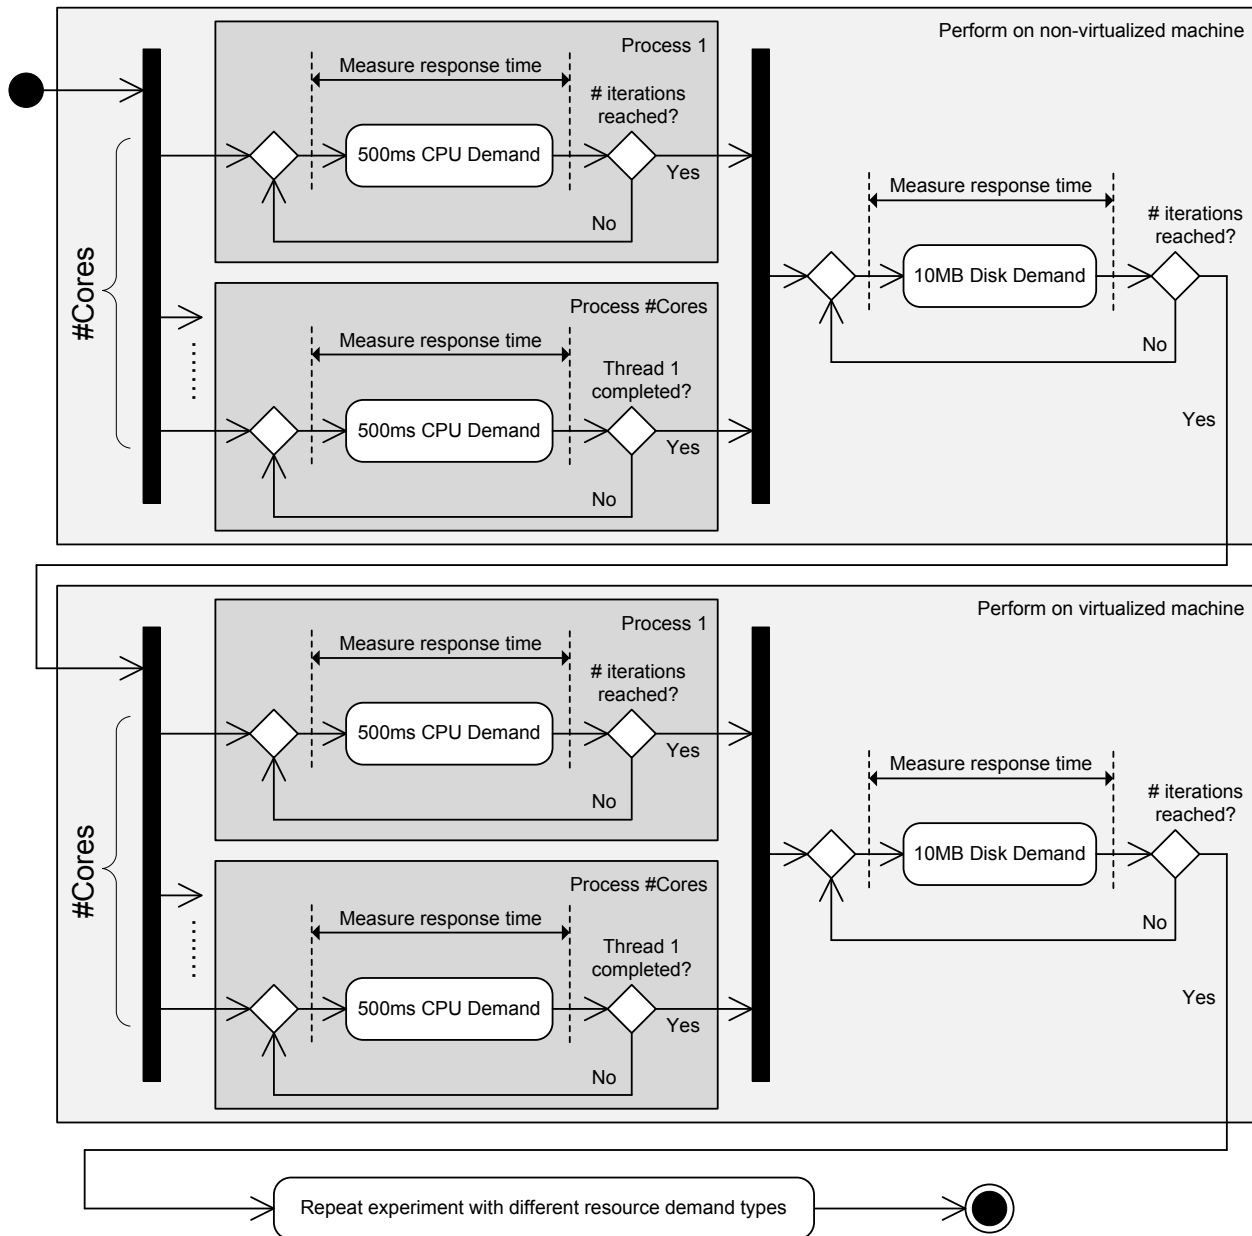 Perform on non-virtualized machine
Process 1
Measure response time
# iterations
reached?
500ms CPU Demand
Yes
No
#Cores
Process #Cores
Measure response time
Thread 1
completed?
500ms CPU Demand
Yes
No
Measure response time
# iterations
reached?
10MB Disk Demand
No
Yes
Perform on virtualized machine
Process 1
Measure response time
# iterations
reached?
500ms CPU Demand
Yes
No
#Cores
Process #Cores
Measure response time
Thread 1
completed?
500ms CPU Demand
Yes
No
Measure response time
# iterations
reached?
10MB Disk Demand
No
Yes
Repeat experiment with different resource demand types